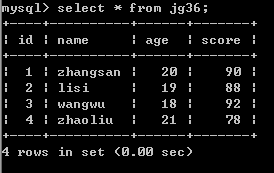 mysql> select * from jg36;
+----+----------+-----+-------+
| id | name     | age | score |
+----+----------+-----+-------+
|  1 | zhangsan |  20 |    90 |
|  2 | lisi     |  19 |    88 |
|  3 | wangwu   |  18 |    92 |
|  4 | zhaoliu  |  21 |    78 |
+----+----------+-----+-------+
4 rows in set (0.00 sec)